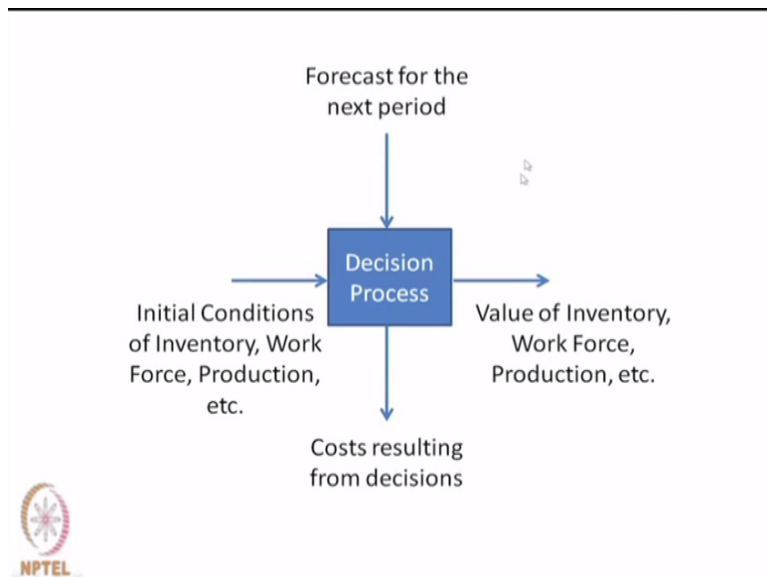 Forecast for the
next period
Decision
Process
Initial Conditions
of Inventory, Work
Force, Production,
etc.
Value of Inventory,
Work Force,
Production, etc.
Costs resulting
from decisions
NPTEL